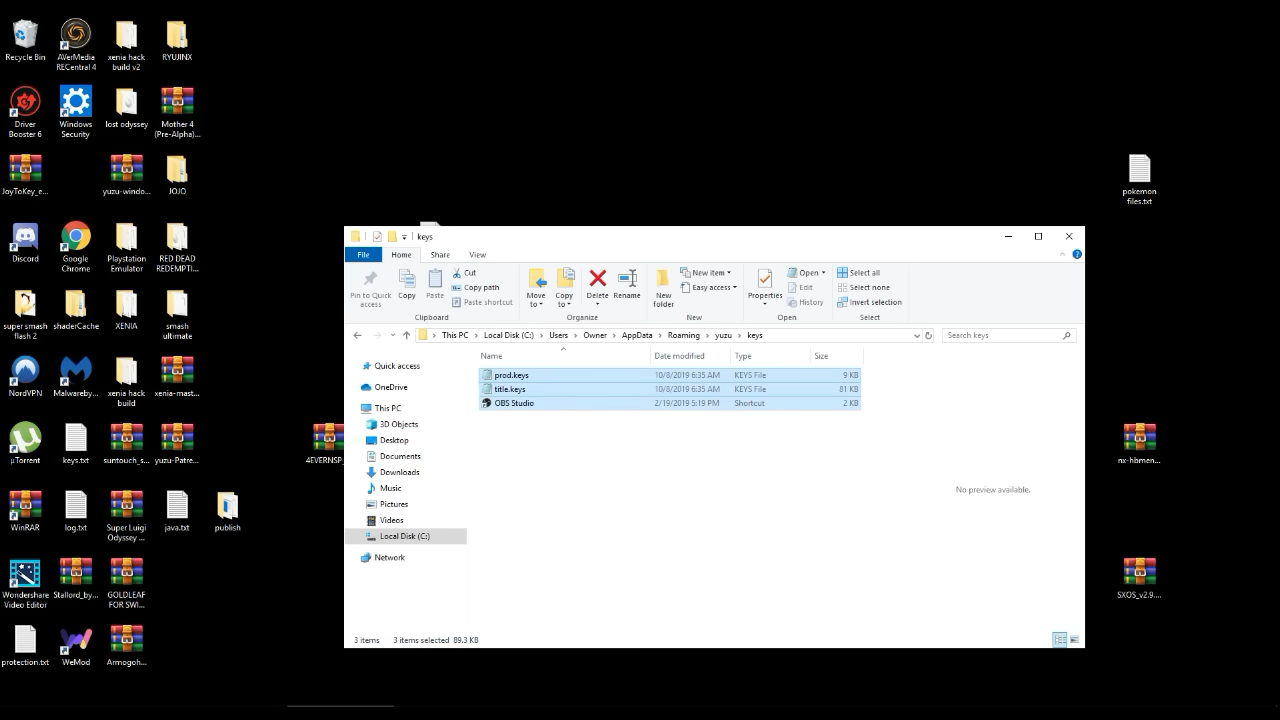 Recycle Bin
AVerMedia
RECentral 4
xenia hack
build v2
RYUJINX
Driver
Booster 6
Windows
Security
lost odyssey
Mother 4
(Pre-Alpha)...
JoyToKey_e...
yuzu-windo...
JOJO
Discord
Google
Chrome
Playstation
Emulator
RED DEAD
REDEMPTI...
super smash
flash 2
shaderCache
XENIA
smash
ultimate
NordVPN
Malwareby...
xenia hack
build
xenia-mast...
µTorrent
keys.txt
suntouch_s...
yuzu-Patre...
4EVERNSP_
WinRAR
log.txt
Super Luigi
Odyssey ...
java.txt
publish
Wondershare
Video Editor
Stallord_by...
GOLDLEAF
FOR SWI...
protection.txt
WeMod
Armogoh...
pokemon
files.txt
nx-hbmen...
SXOS_v2.9....
keys
File Home Share View
Pin to Quick
access
Copy
Paste
Cut
Copy path
Paste shortcut
Clipboard
Move
to
Copy
to
Delete
Rename
Organize
New
folder
New item
Easy access
New
Properties
Open
Edit
History
Open
Select all
Select none
Invert selection
Select
This PC > Local Disk (C:) > Users > Owner > AppData > Roaming > yuzu > keys
Search keys
Name Date modified Type Size
prod.keys 10/8/2019 6:35 AM KEYS File 9 KB
title.keys 10/8/2019 6:35 AM KEYS File 81 KB
OBS Studio 2/19/2019 5:19 PM Shortcut 2 KB
Quick access
OneDrive
This PC
3D Objects
Desktop
Documents
Downloads
Music
Pictures
Videos
Local Disk (C:)
Network
No preview available.
3 items 3 items selected 89.3 KB